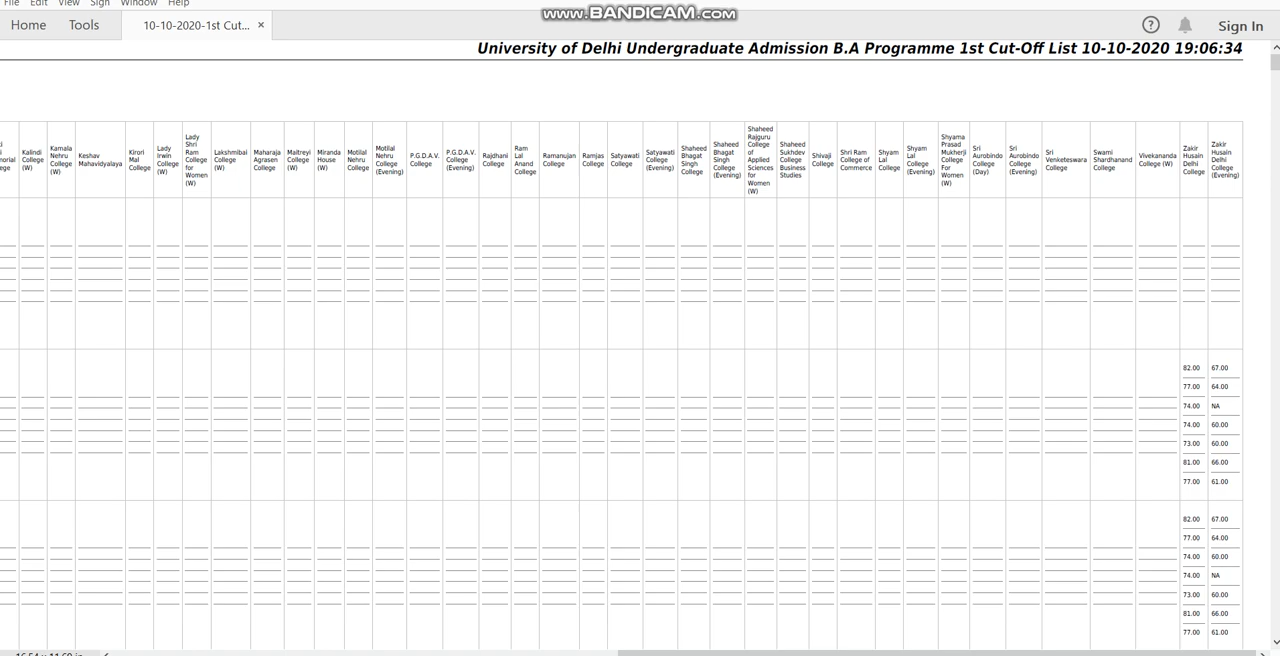 File Edit View Sign Window Help
www.BANDICAM.com
Home Tools 10-10-2020-1st Cut... × Sign In
University of Delhi Undergraduate Admission B.A Programme 1st Cut-Off List 10-10-2020 19:06:34
Kalindi College (W)
Kamala Nehru College (W)
Keshav Mahavidyalaya
Kirori Mal College
Lady Irwin College (W)
Lady Shri Ram College for Women (W)
Lakshmibai College (W)
Maharaja Agrasen College
Maitreyi College (W)
Miranda House (W)
Motilal Nehru College
Motilal Nehru College (Evening)
P.G.D.A.V. College
P.G.D.A.V. College (Evening)
Rajdhani College
Ram Lal Anand College
Ramanujan College
Ramjas College
Satyawati College
Satyawati College (Evening)
Shaheed Bhagat Singh College
Shaheed Bhagat Singh College (Evening)
Shaheed Rajguru College of Applied Sciences for Women (W)
Shaheed Sukhdev College Business Studies
Shivaji College
Shri Ram College of Commerce
Shyam Lal College
Shyam Lal College (Evening)
Shyama Prasad Mukherji College For Women (W)
Sri Aurobindo College (Day)
Sri Aurobindo College (Evening)
Sri Venketeswara College
Swami Shardhanand College
Vivekananda College (W)
Zakir Husain Delhi College
Zakir Husain Delhi College (Evening)
82.00 67.00
77.00 64.00
74.00 NA
74.00 60.00
73.00 60.00
81.00 66.00
77.00 61.00
82.00 67.00
77.00 64.00
74.00 60.00
74.00 NA
73.00 60.00
81.00 66.00
77.00 61.00